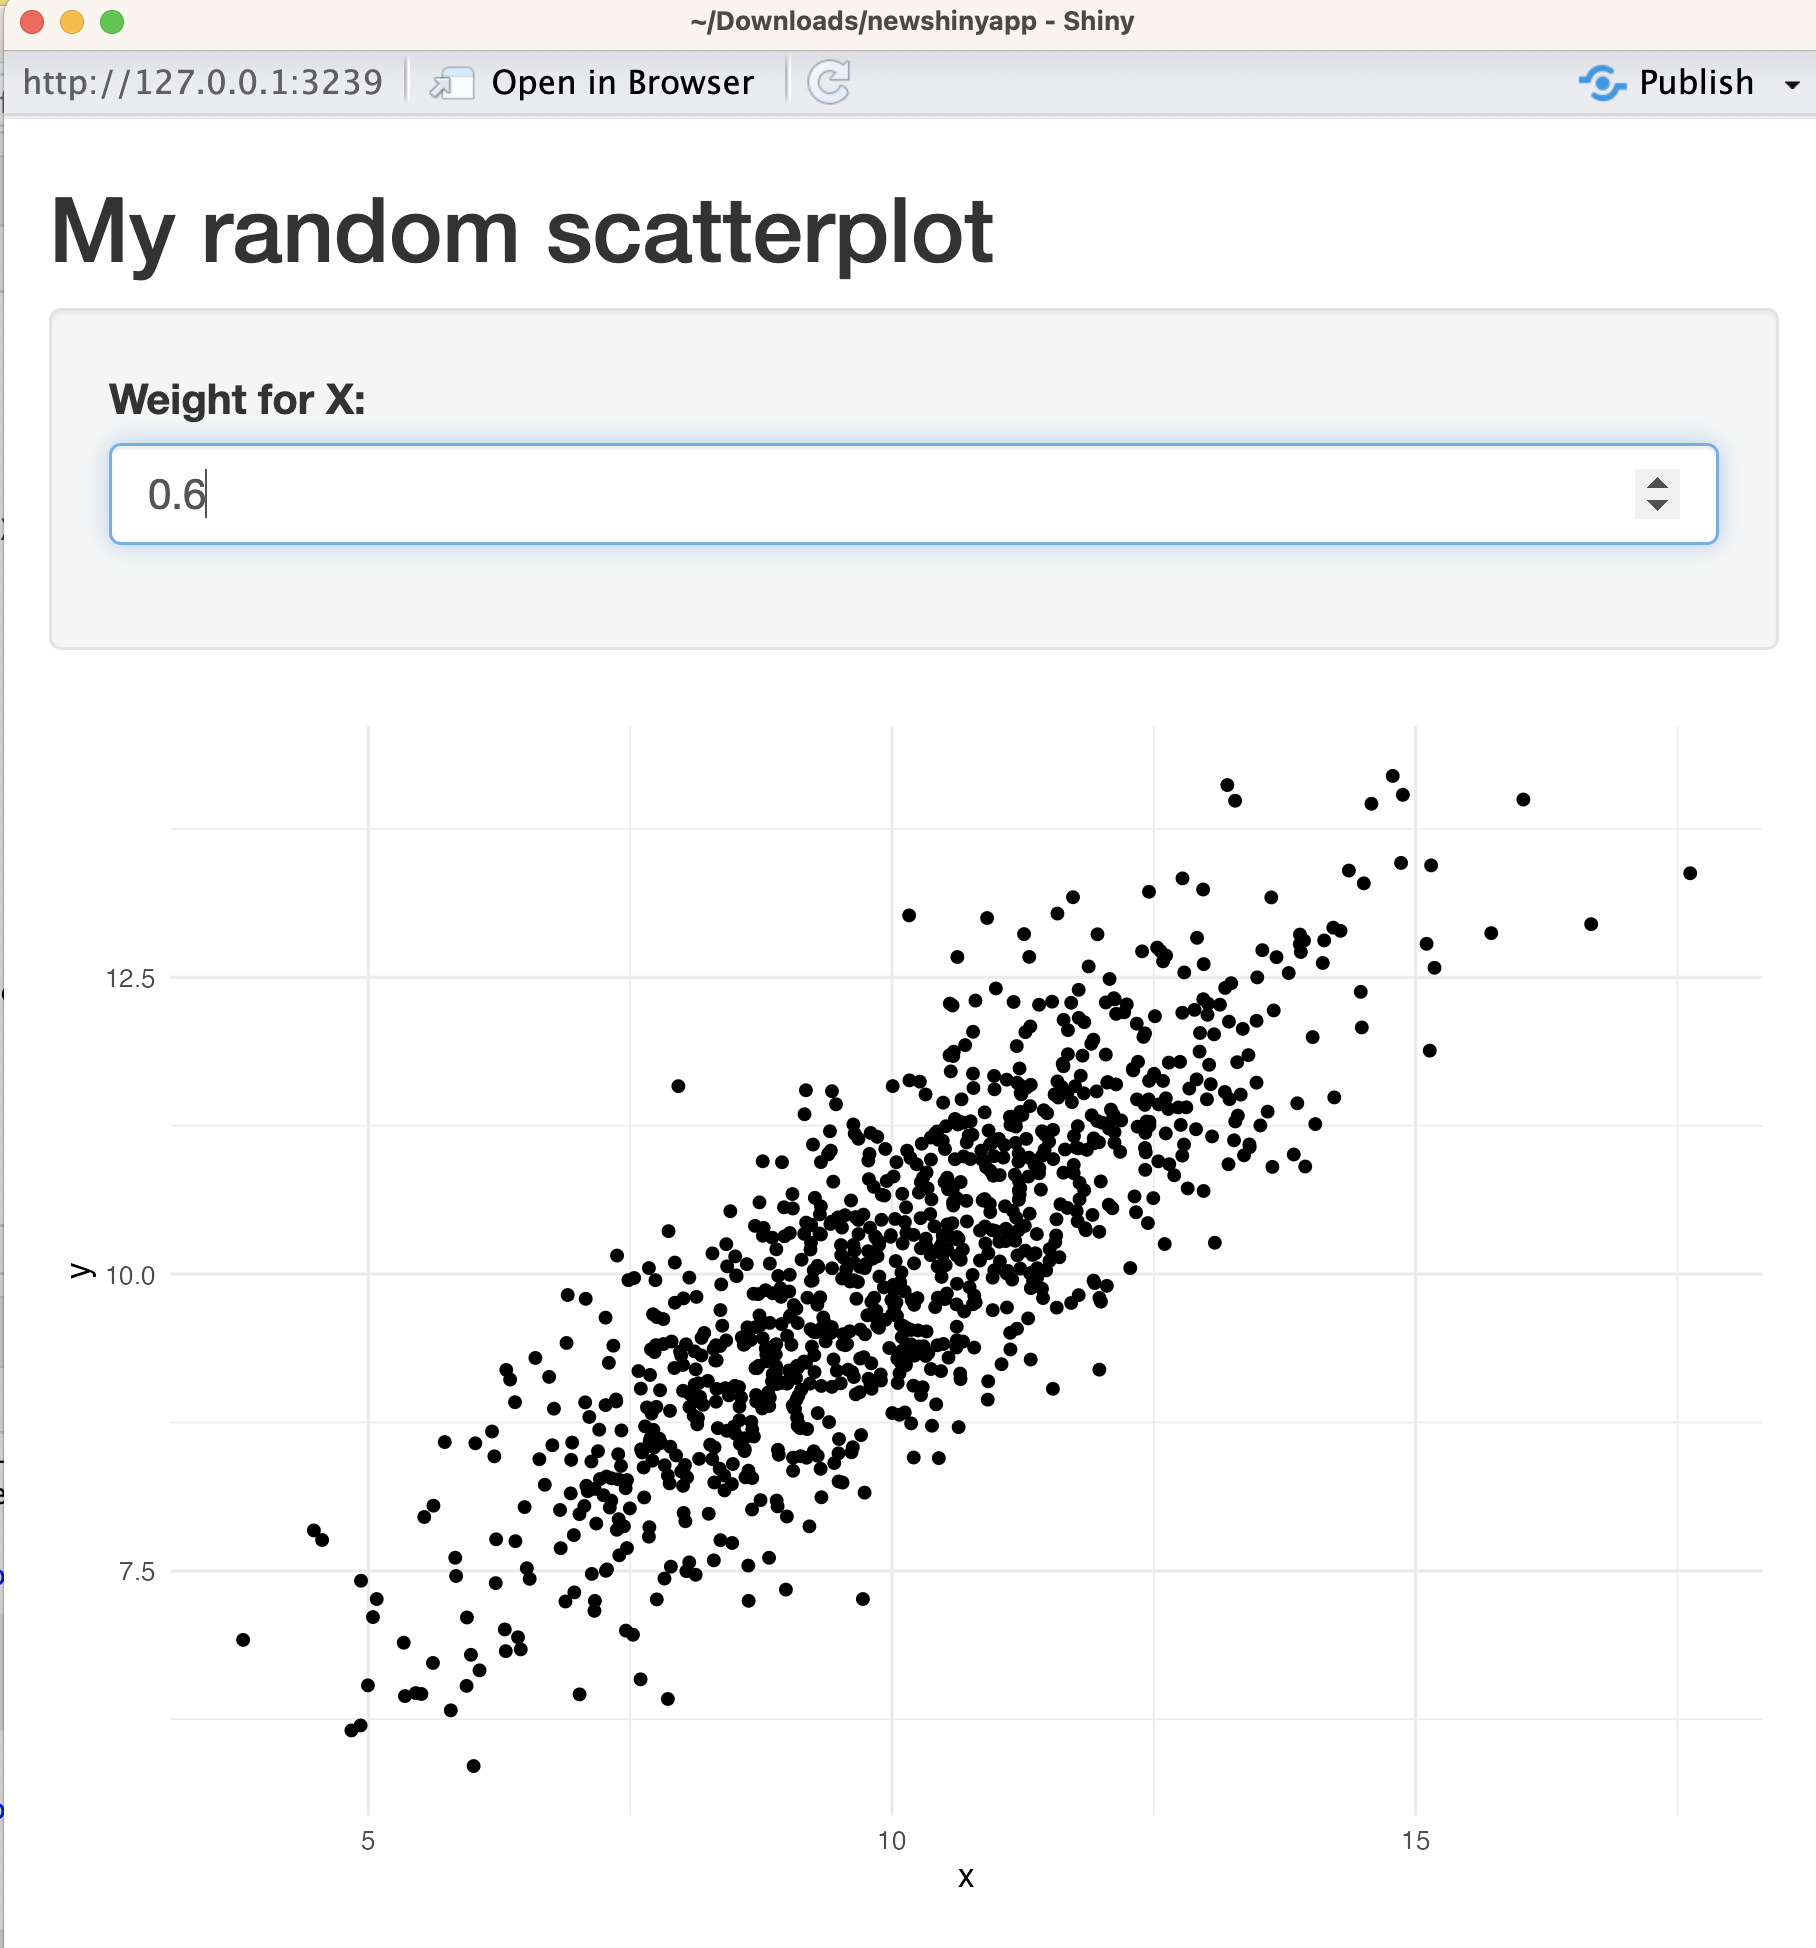 ~/Downloads/newshinyapp - Shiny
http://127.0.0.1:3239 Open in Browser Publish
My random scatterplot
Weight for X:
0.6
y
12.5
10.0
7.5
5 10 15
x